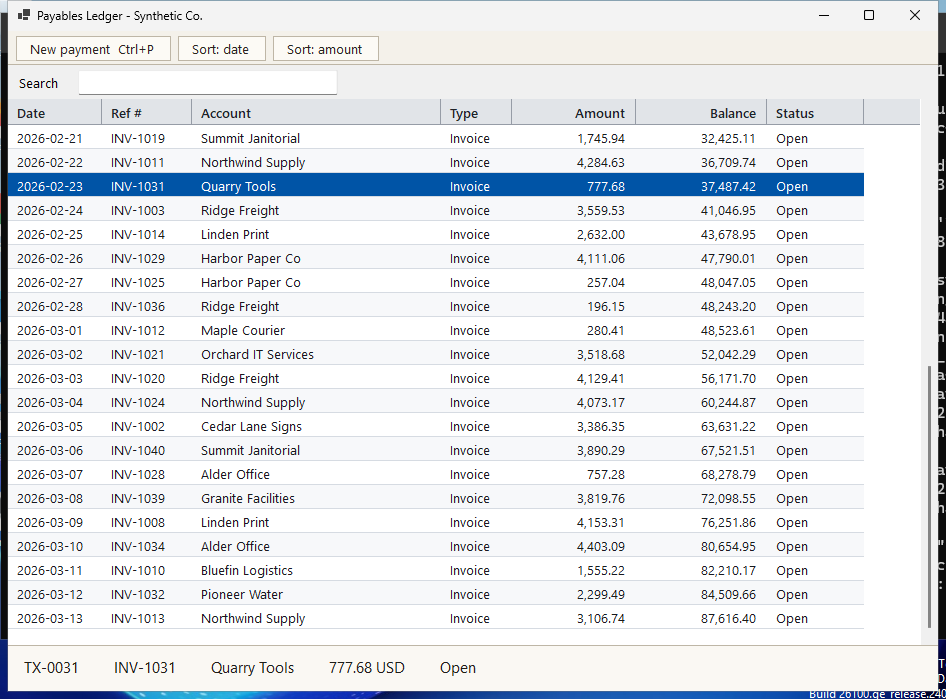 Payables Ledger - Synthetic Co.
New payment Ctrl+P Sort: date Sort: amount
Search
Date Ref # Account Type Amount Balance Status
2026-02-21 INV-1019 Summit Janitorial Invoice 1,745.94 32,425.11 Open
2026-02-22 INV-1011 Northwind Supply Invoice 4,284.63 36,709.74 Open
2026-02-23 INV-1031 Quarry Tools Invoice 777.68 37,487.42 Open
2026-02-24 INV-1003 Ridge Freight Invoice 3,559.53 41,046.95 Open
2026-02-25 INV-1014 Linden Print Invoice 2,632.00 43,678.95 Open
2026-02-26 INV-1029 Harbor Paper Co Invoice 4,111.06 47,790.01 Open
2026-02-27 INV-1025 Harbor Paper Co Invoice 257.04 48,047.05 Open
2026-02-28 INV-1036 Ridge Freight Invoice 196.15 48,243.20 Open
2026-03-01 INV-1012 Maple Courier Invoice 280.41 48,523.61 Open
2026-03-02 INV-1021 Orchard IT Services Invoice 3,518.68 52,042.29 Open
2026-03-03 INV-1020 Ridge Freight Invoice 4,129.41 56,171.70 Open
2026-03-04 INV-1024 Northwind Supply Invoice 4,073.17 60,244.87 Open
2026-03-05 INV-1002 Cedar Lane Signs Invoice 3,386.35 63,631.22 Open
2026-03-06 INV-1040 Summit Janitorial Invoice 3,890.29 67,521.51 Open
2026-03-07 INV-1028 Alder Office Invoice 757.28 68,278.79 Open
2026-03-08 INV-1039 Granite Facilities Invoice 3,819.76 72,098.55 Open
2026-03-09 INV-1008 Linden Print Invoice 4,153.31 76,251.86 Open
2026-03-10 INV-1034 Alder Office Invoice 4,403.09 80,654.95 Open
2026-03-11 INV-1010 Bluefin Logistics Invoice 1,555.22 82,210.17 Open
2026-03-12 INV-1032 Pioneer Water Invoice 2,299.49 84,509.66 Open
2026-03-13 INV-1013 Northwind Supply Invoice 3,106.74 87,616.40 Open
TX-0031 INV-1031 Quarry Tools 777.68 USD Open
Build 26100.ge_release.240